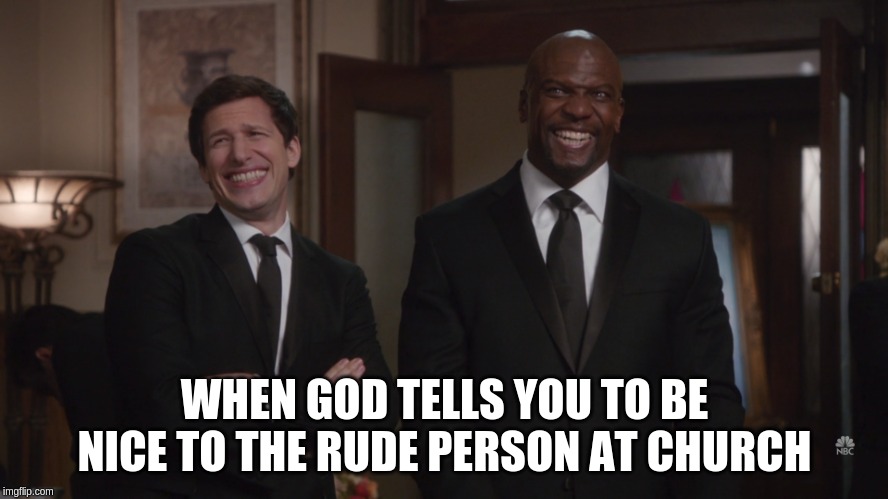 WHEN GOD TELLS YOU TO BE
NICE TO THE RUDE PERSON AT CHURCH
NBC
imgflip.com